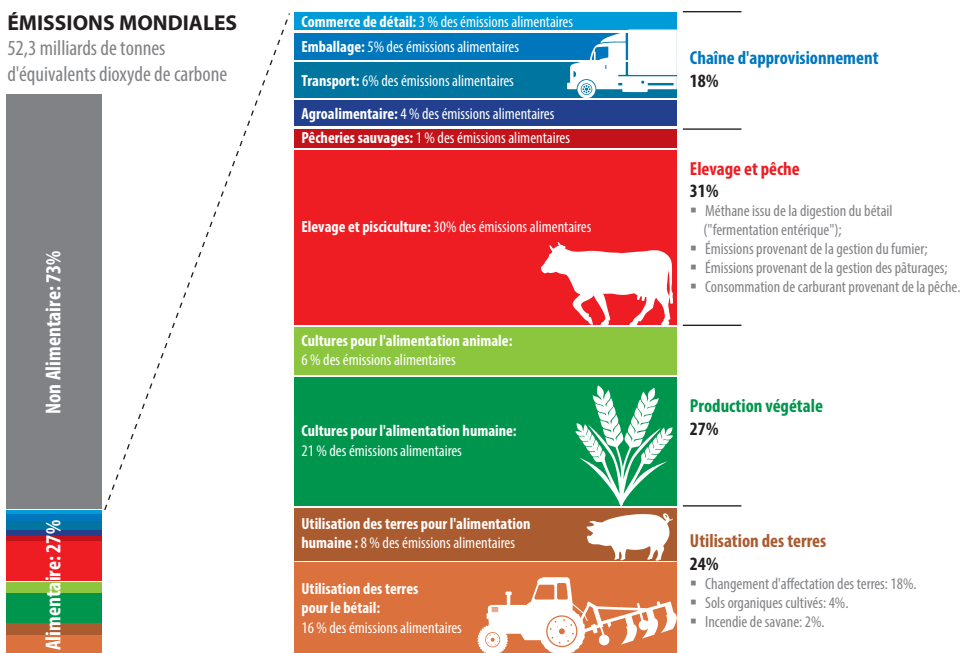 ÉMISSIONS MONDIALES
52,3 milliards de tonnes
d'équivalents dioxyde de carbone
Non Alimentaire: 73%
Alimentaire: 27%
Commerce de détail: 3 % des émissions alimentaires
Emballage: 5% des émissions alimentaires
Transport: 6% des émissions alimentaires
Agroalimentaire: 4 % des émissions alimentaires
Pêcheries sauvages: 1 % des émissions alimentaires
Elevage et pisciculture: 30% des émissions alimentaires
Cultures pour l'alimentation animale:
6 % des émissions alimentaires
Cultures pour l'alimentation humaine:
21 % des émissions alimentaires
Utilisation des terres pour l'alimentation
humaine : 8 % des émissions alimentaires
Utilisation des terres
pour le bétail:
16 % des émissions alimentaires
Chaîne d'approvisionnement
18%
Elevage et pêche
31%
▪ Méthane issu de la digestion du bétail
("fermentation entérique");
▪ Émissions provenant de la gestion du fumier;
▪ Émissions provenant de la gestion des pâturages;
▪ Consommation de carburant provenant de la pêche.
Production végétale
27%
Utilisation des terres
24%
▪ Changement d'affectation des terres: 18%.
▪ Sols organiques cultivés: 4%.
▪ Incendie de savane: 2%.